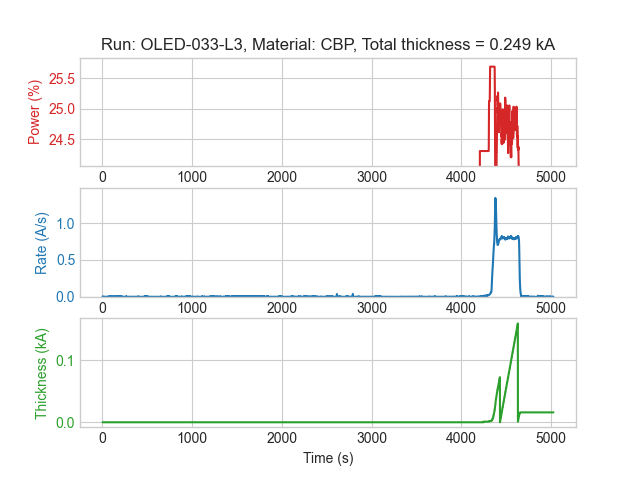 Run: OLED-033-L3, Material: CBP, Total thickness = 0.249 kA
Power (%)
25.5
25.0
24.5
0 1000 2000 3000 4000 5000
Rate (A/s)
1.0
0.5
0.0
0 1000 2000 3000 4000 5000
Thickness (kA)
0.1
0.0
0 1000 2000 3000 4000 5000
Time (s)